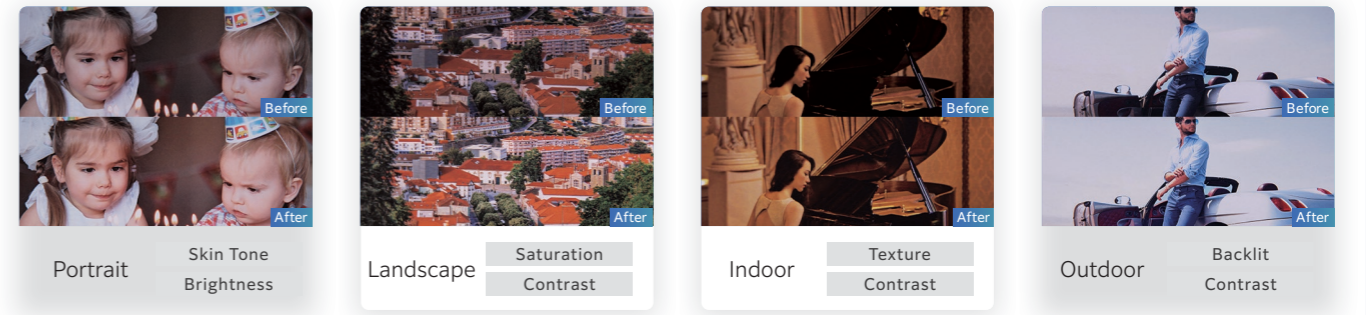 Before
After
Portrait
Skin Tone
Brightness
Before
After
Landscape
Saturation
Contrast
Before
After
Indoor
Texture
Contrast
Before
After
Outdoor
Backlit
Contrast